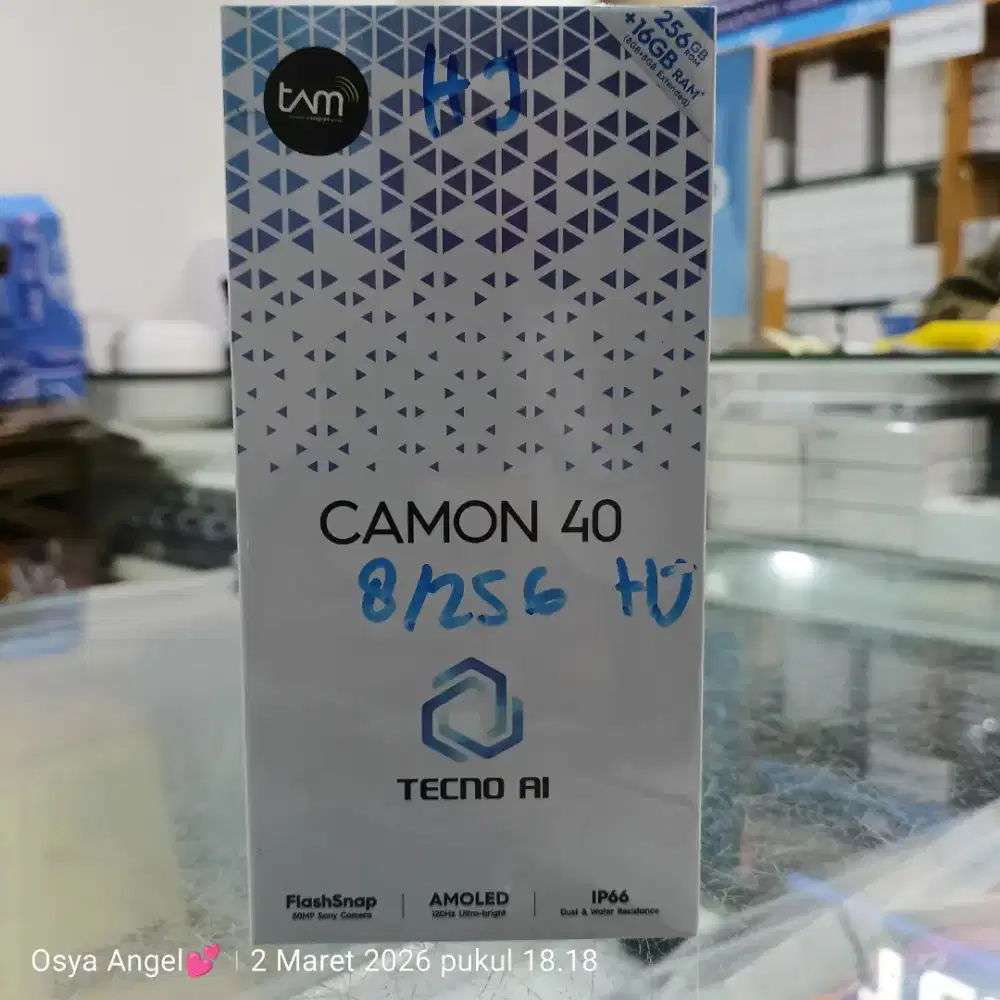 256GB ROM
+16GB RAM*
(8GB+8GB Extended)
tam
HJ
CAMON 40
8/256 HJ
TECNO AI
FlashSnap
50MP Sony Camera
AMOLED
120Hz Ultra-bright
IP66
Dust & Water Resistance
Osya Angel💕 | 2 Maret 2026 pukul 18.18